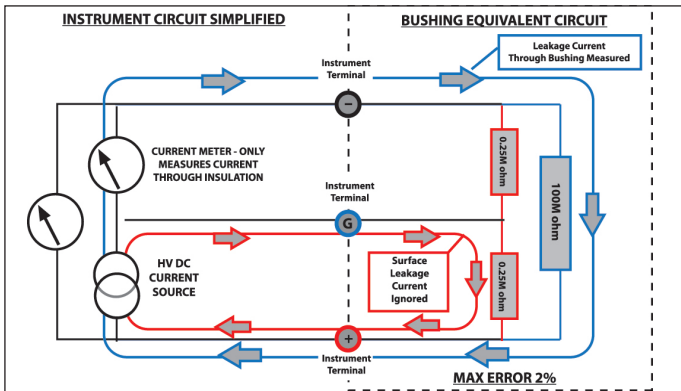 INSTRUMENT CIRCUIT SIMPLIFIED
BUSHING EQUIVALENT CIRCUIT
Leakage Current
Through Bushing Measured
Instrument
Terminal
−
CURRENT METER - ONLY
MEASURES CURRENT
THROUGH INSULATION
0.25M ohm
100M ohm
Instrument
Terminal
G
HV DC
CURRENT
SOURCE
Surface
Leakage
Current
Ignored
0.25M ohm
+
Instrument
Terminal
MAX ERROR 2%